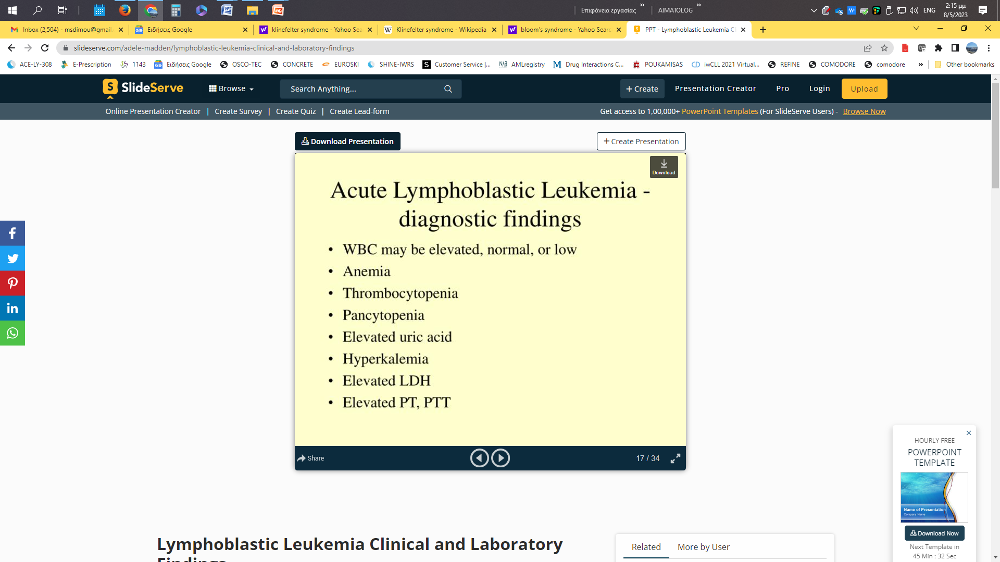 Επιφάνεια εργασίας
»
AIMATOLOG
»
ENG
2:15 μμ
8/5/2023
Inbox (2,504) - msdimou@gmail.
Ειδήσεις Google
klinefelter syndrome - Yahoo Sea
Klinefelter syndrome - Wikipedia
bloom's syndrome - Yahoo Searc
PPT - Lymphoblastic Leukemia Cl
slideserve.com/adele-madden/lymphoblastic-leukemia-clinical-and-laboratory-findings
ACE-LY-308
E-Prescription
1143
Ειδήσεις Google
OSCO-TEC
CONCRETE
EUROSKI
SHINE-IWRS
Customer Service |...
AMLregistry
Drug Interactions C...
POUKAMISAS
iwCLL 2021 Virtual...
REFINE
COMODORE
comodore
»
Other bookmarks
SlideServe
Browse
Search Anything...
+ Create
Presentation Creator
Pro
Login
Upload
Online Presentation Creator | Create Survey | Create Quiz | Create Lead-form
Get access to 1,00,000+ PowerPoint Templates (For SlideServe Users) - Browse Now
Download Presentation
+ Create Presentation
Download
Acute Lymphoblastic Leukemia -
diagnostic findings
• WBC may be elevated, normal, or low
• Anemia
• Thrombocytopenia
• Pancytopenia
• Elevated uric acid
• Hyperkalemia
• Elevated LDH
• Elevated PT, PTT
Share
17 / 34
HOURLY FREE
POWERPOINT
TEMPLATE
Name of Presentation
Company Name
Download Now
Next Template in
45 Min : 32 Sec
Lymphoblastic Leukemia Clinical and Laboratory
Findings
Related
More by User